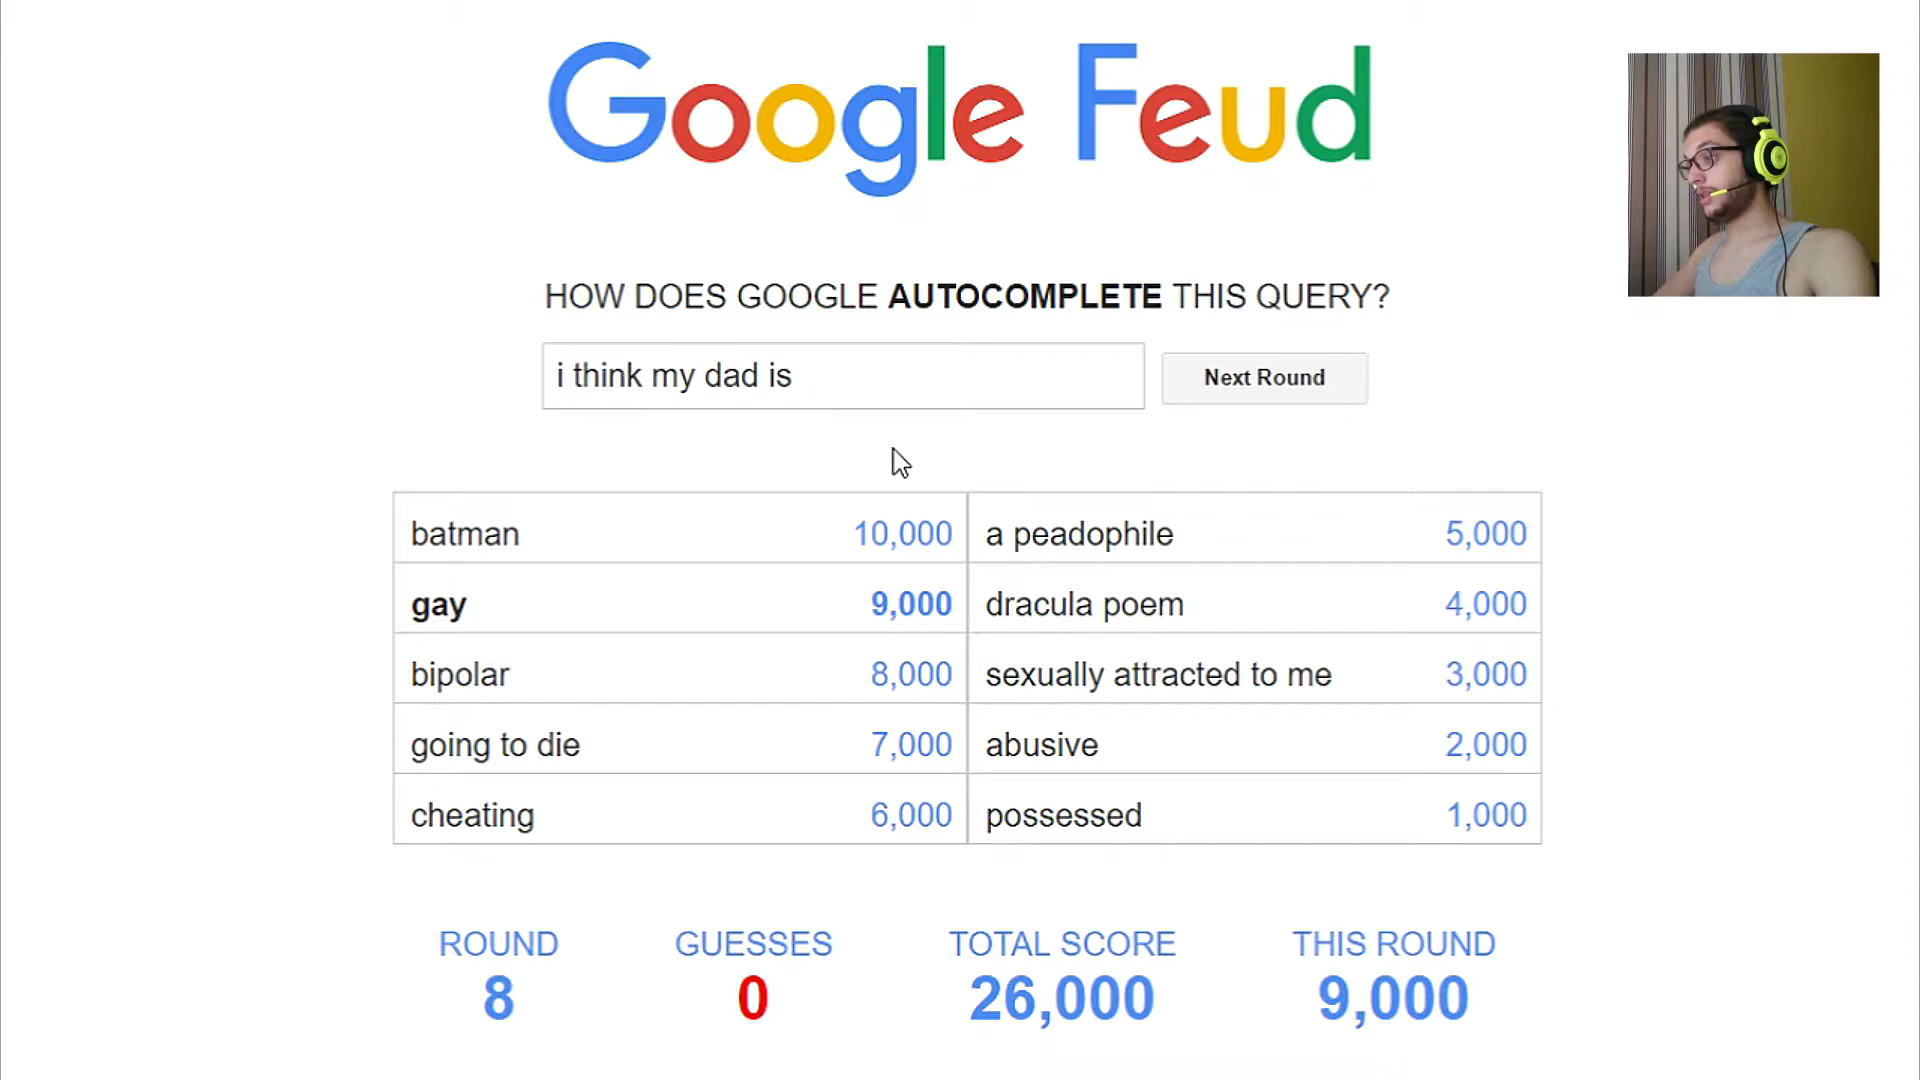 Google Feud
HOW DOES GOOGLE AUTOCOMPLETE THIS QUERY?
i think my dad is
Next Round
batman 10,000 a peadophile 5,000
gay 9,000 dracula poem 4,000
bipolar 8,000 sexually attracted to me 3,000
going to die 7,000 abusive 2,000
cheating 6,000 possessed 1,000
ROUND GUESSES TOTAL SCORE THIS ROUND
8 0 26,000 9,000